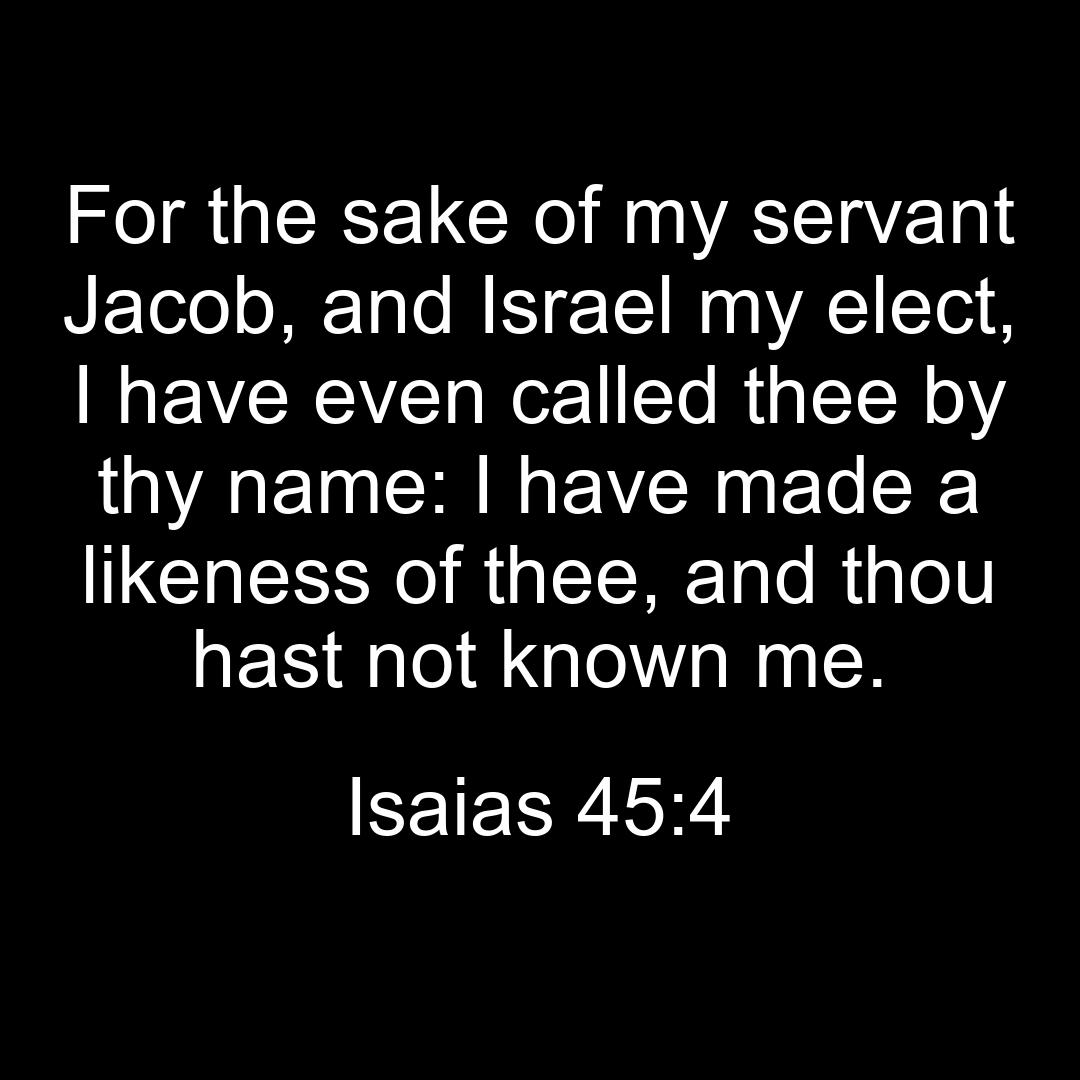 For the sake of my servant
Jacob, and Israel my elect,
I have even called thee by
thy name: I have made a
likeness of thee, and thou
hast not known me.
Isaias 45:4